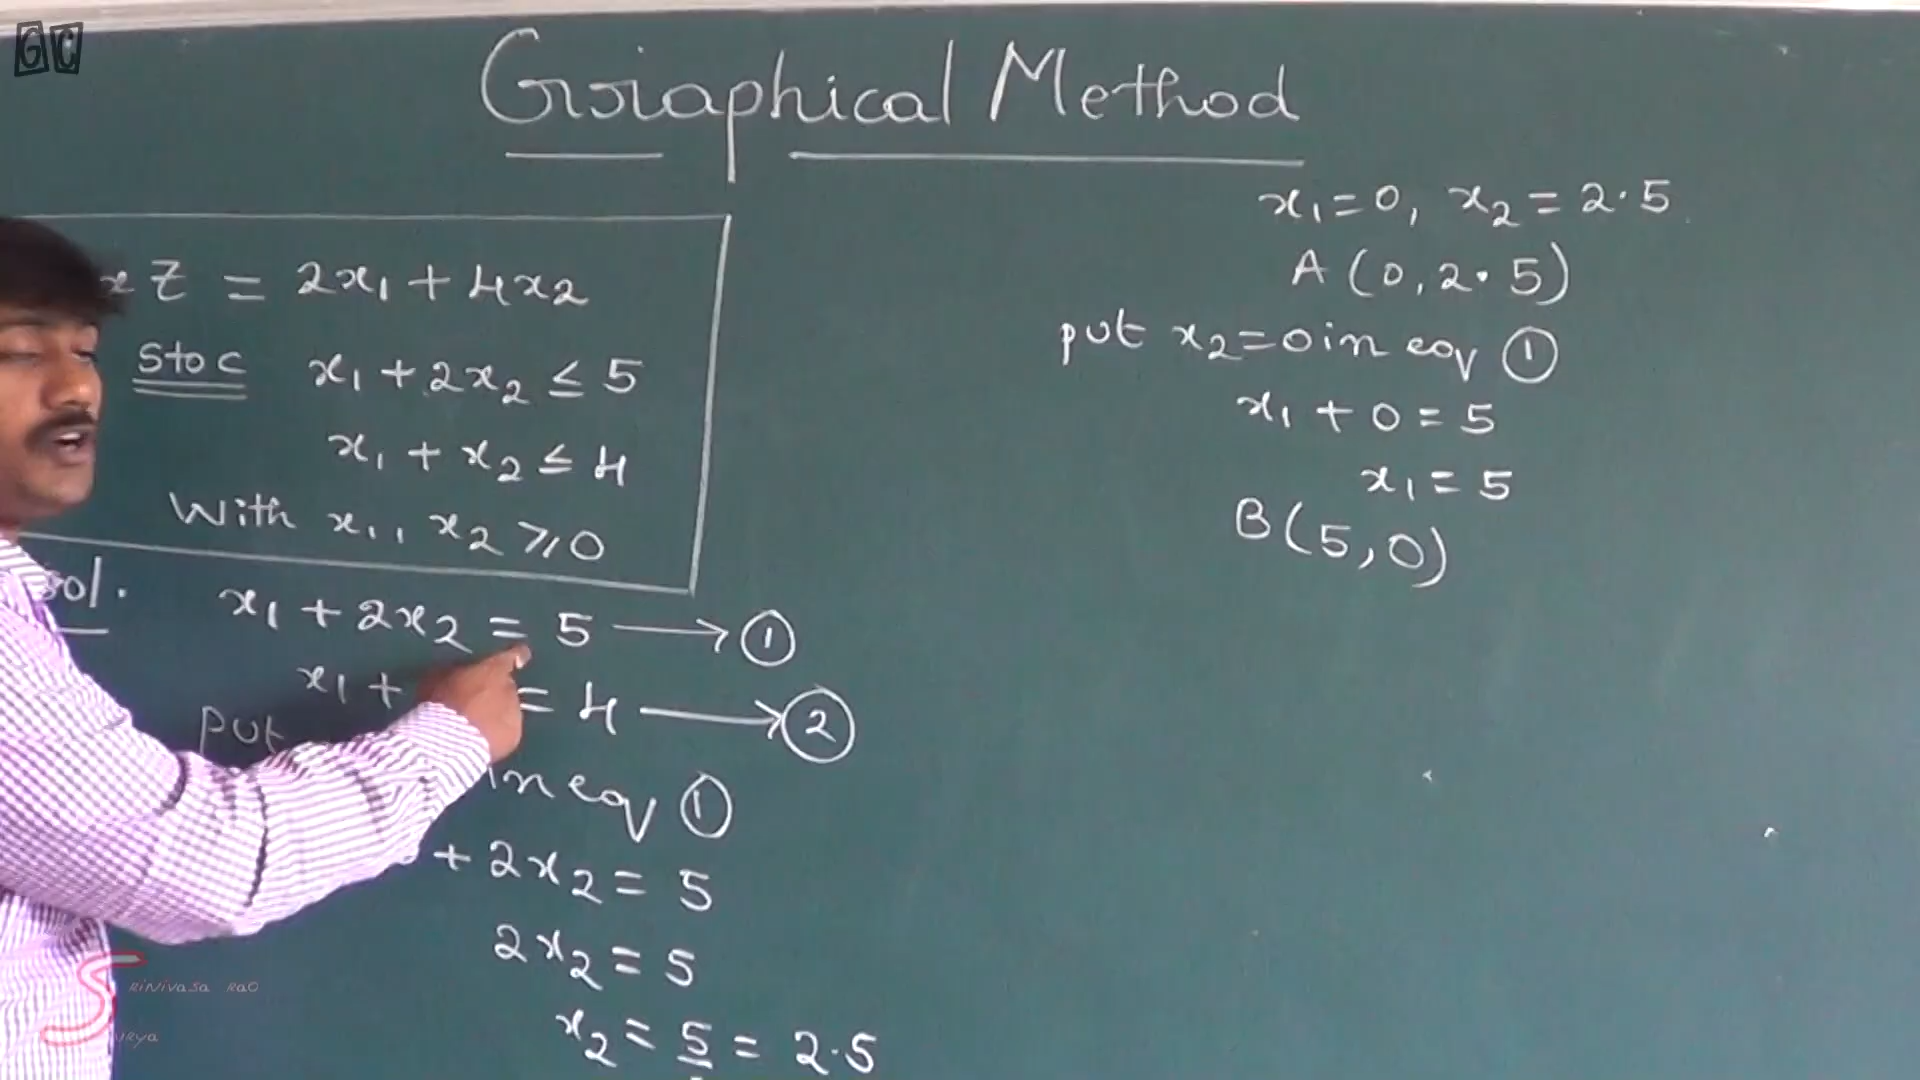 GC
Graphical Method
x Z = 2x₁ + 4x₂
S to C x₁ + 2x₂ ≤ 5
x₁ + x₂ ≤ 4
With x₁, x₂ ≥ 0
Sol.
x₁ + 2x₂ = 5 → ①
x₁ + = 4 → ②
put
in eq ①
+ 2x₂ = 5
2x₂ = 5
x₂ = 5 = 2.5
x₁ = 0, x₂ = 2.5
A (0, 2.5)
put x₂ = 0 in eq ①
x₁ + 0 = 5
x₁ = 5
B (5, 0)
SRiNivaSa RaO
Surya